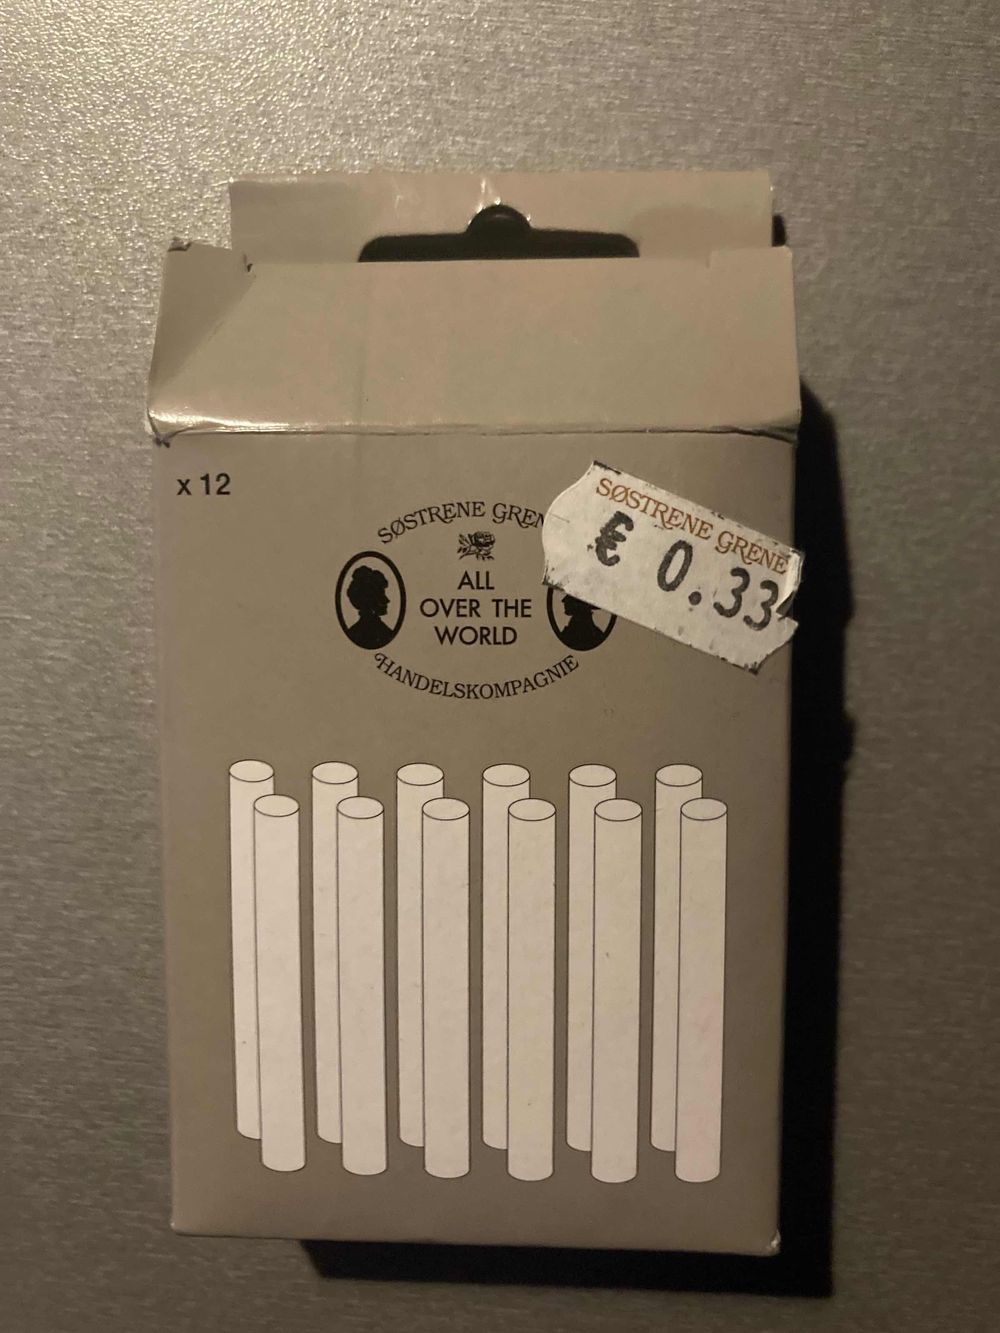 x 12
SØSTRENE GREN
ALL
OVER THE
WORLD
HANDELSKOMPAGNIE
SØSTRENE GRENE
€ 0.33